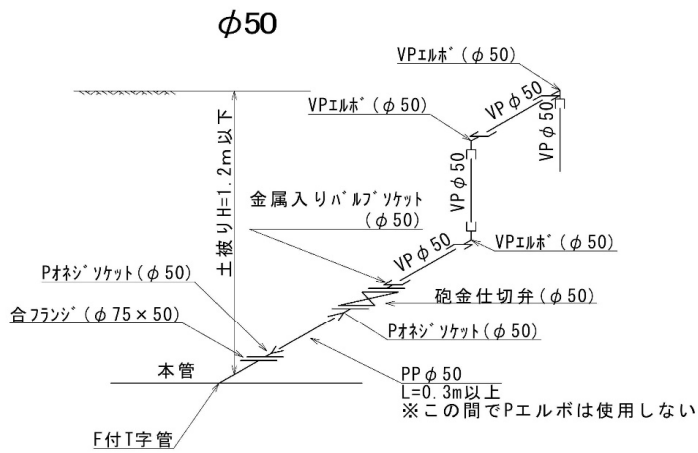 φ50
VPエルボ(φ50)
VPφ50
VPエルボ(φ50)
VPφ50
VPφ50
土被りH=1.2m以下
金属入りバルブソケット
(φ50)
VPφ50
VPエルボ(φ50)
Pオネジソケット(φ50)
砲金仕切弁(φ50)
合フランジ(φ75×50)
Pオネジソケット(φ50)
本管
PPφ50
L=0.3m以上
※この間でPエルボは使用しない
F付T字管